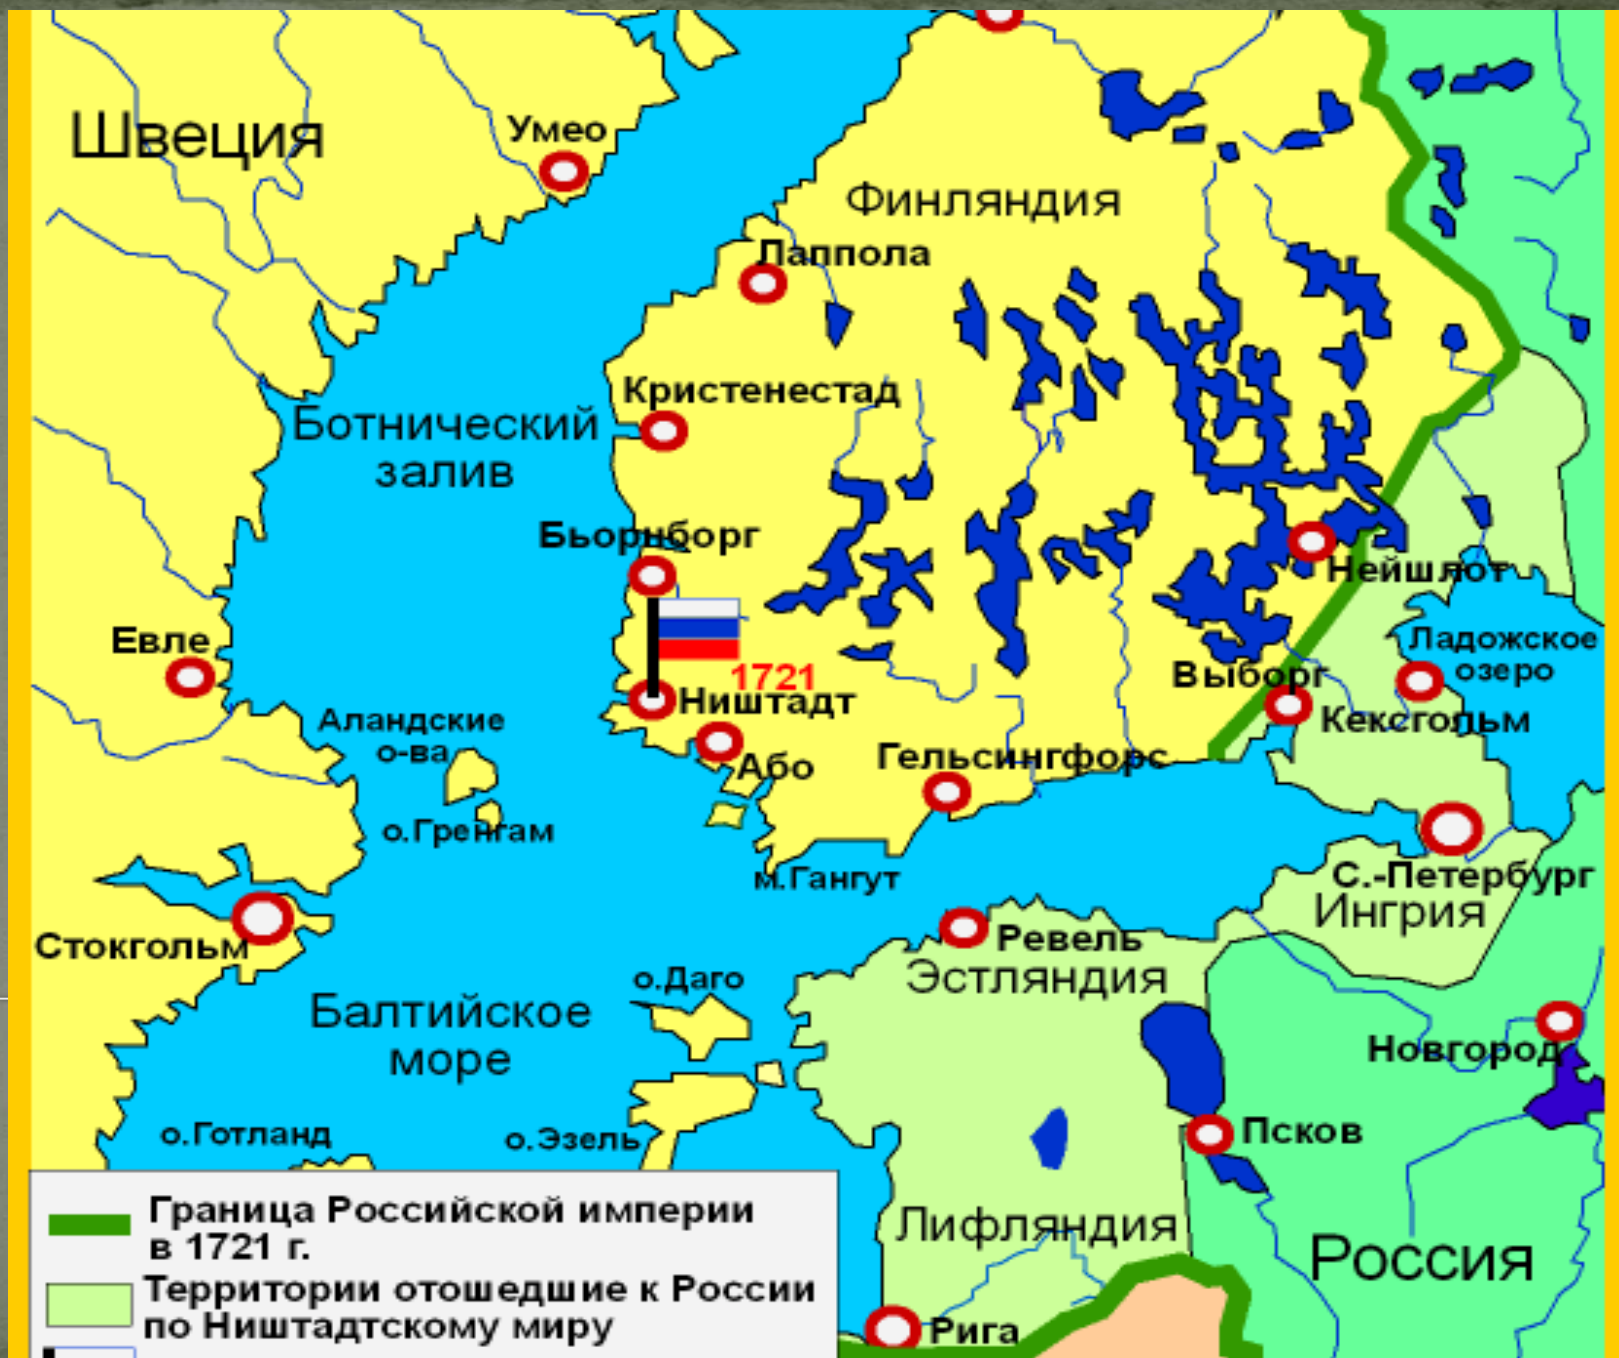 Швеция
Умео
Финляндия
Лаппола
Кристенестад
Ботнический
залив
Бьорнборг
Нейшлот
Евле
Ладожское
озеро
1721
Выборг
Ништадт
Кексгольм
Аландские
о-ва
Або
Гельсингфорс
о.Гренгам
м.Гангут
С.-Петербург
Ингрия
Стокгольм
Ревель
Эстляндия
о.Даго
Балтийское
море
Новгород
о.Готланд
о.Эзель
Псков
Лифляндия
Россия
Рига
Граница Российской империи
в 1721 г.
Территории отошедшие к России
по Ништадтскому миру